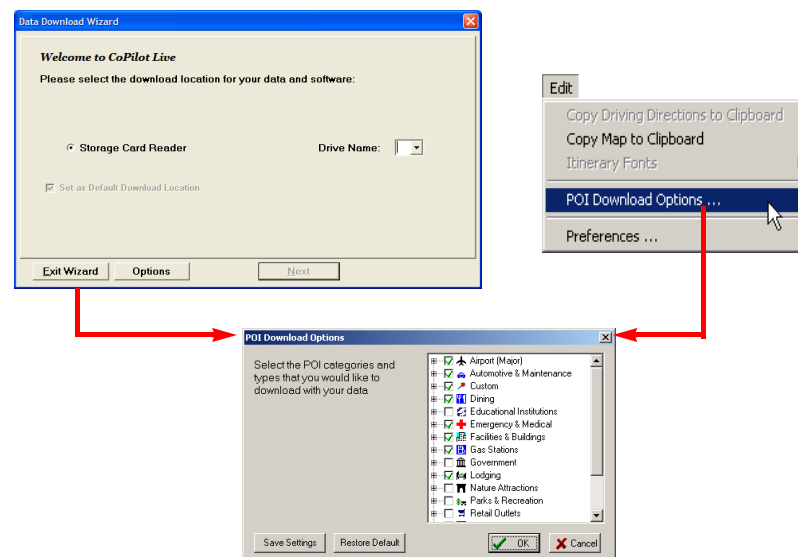 Data Download Wizard
Welcome to CoPilot Live
Please select the download location for your data and software:
Storage Card Reader
Drive Name:
Set as Default Download Location
Exit Wizard
Options
Next
Edit
Copy Driving Directions to Clipboard
Copy Map to Clipboard
Itinerary Fonts
POI Download Options ...
Preferences ...
POI Download Options
Select the POI categories and
types that you would like to
download with your data
Airport (Major)
Automotive & Maintenance
Custom
Dining
Educational Institutions
Emergency & Medical
Facilities & Buildings
Gas Stations
Government
Lodging
Nature Attractions
Parks & Recreation
Retail Outlets
Save Settings
Restore Default
OK
Cancel